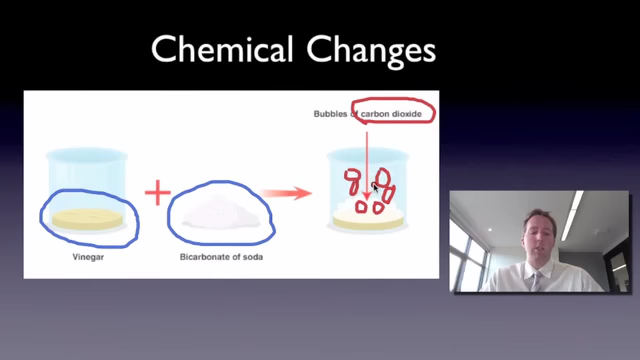 Chemical Changes
Bubbles of carbon dioxide
Vinegar
Bicarbonate of soda